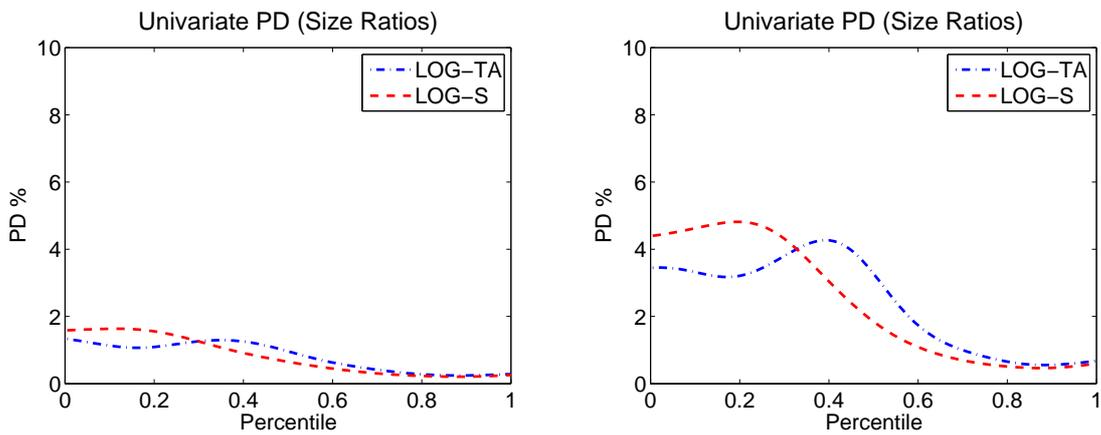 Univariate PD (Size Ratios)
10
8
6
4
2
0
PD %
LOG−TA
LOG−S
0 0.2 0.4 0.6 0.8 1
Percentile
Univariate PD (Size Ratios)
10
8
6
4
2
0
PD %
LOG−TA
LOG−S
0 0.2 0.4 0.6 0.8 1
Percentile